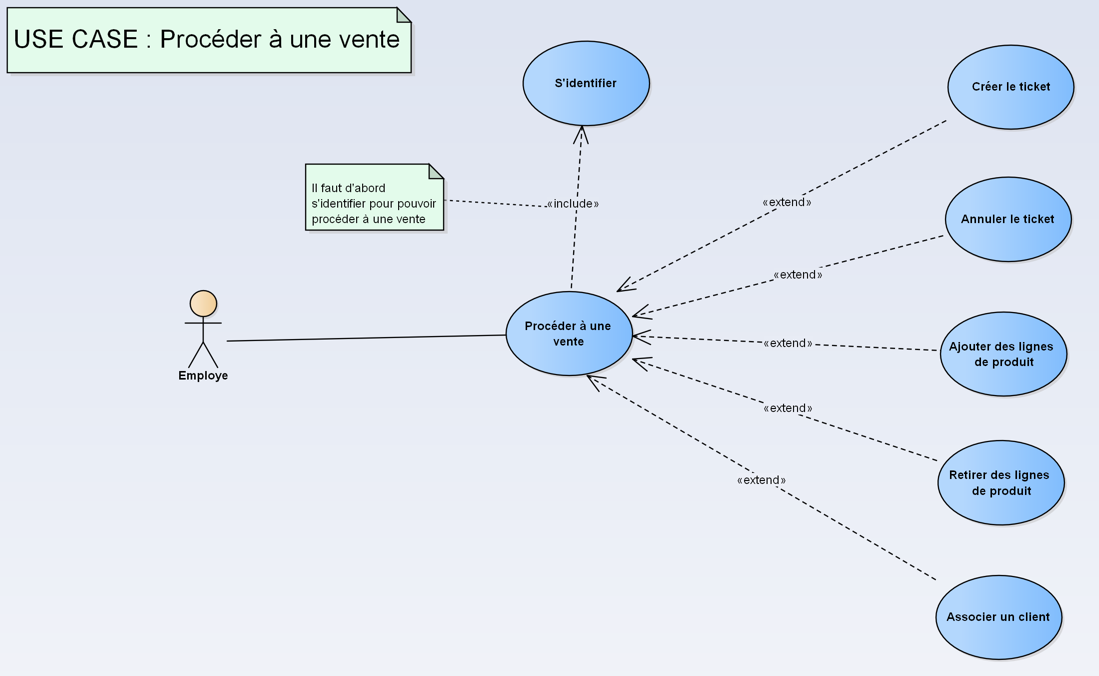 USE CASE : Procéder à une vente
S'identifier
Créer le ticket
Il faut d'abord
s'identifier pour pouvoir
procéder à une vente
«include»
«extend»
Annuler le ticket
«extend»
Employe
Procéder à une
vente
«extend»
Ajouter des lignes
de produit
«extend»
Retirer des lignes
de produit
«extend»
Associer un client